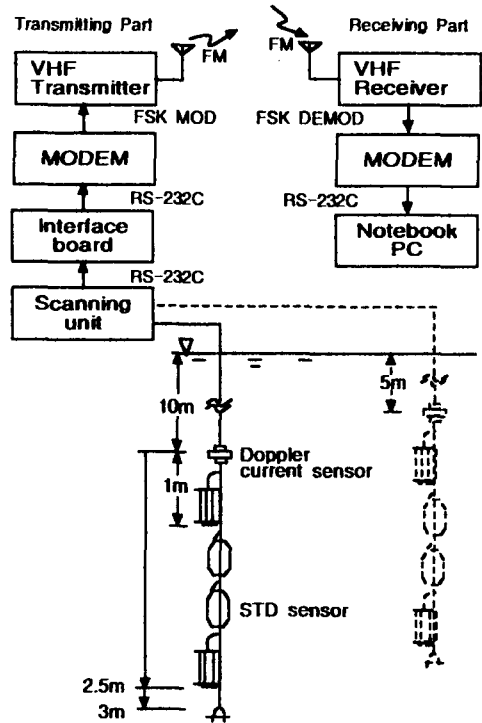 Transmitting Part
Receiving Part
FM
FM
VHF
Transmitter
VHF
Receiver
FSK MOD
FSK DEMOD
MODEM
MODEM
RS-232C
RS-232C
Interface
board
Notebook
PC
RS-232C
Scanning
unit
10m
5m
Doppler
current sensor
1m
STD sensor
2.5m
3m